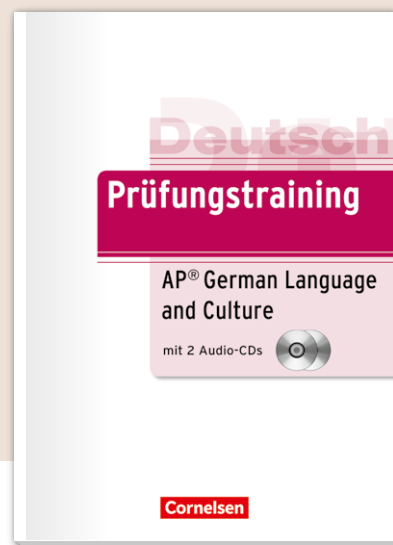 Deutsch
Prüfungstraining
AP® German Language
and Culture
mit 2 Audio-CDs
Cornelsen